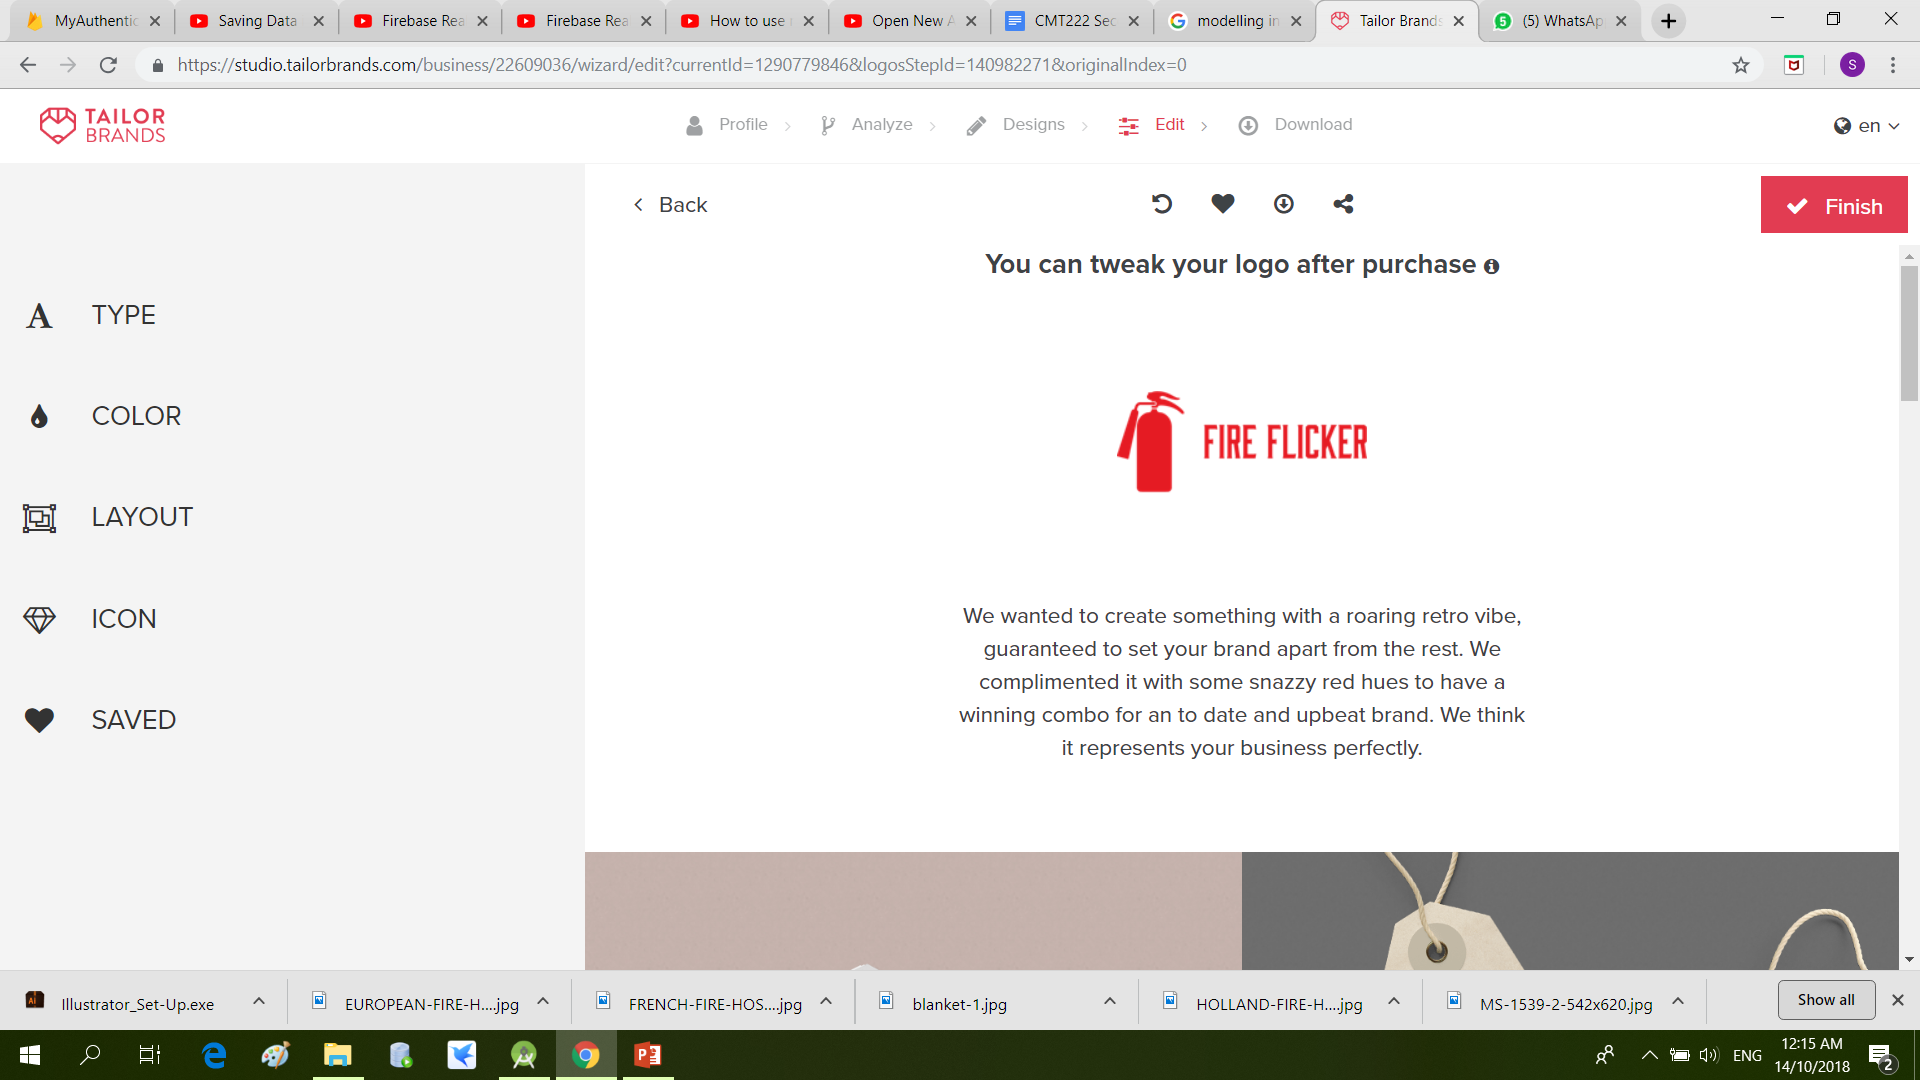 MyAuthentic
Saving Data
Firebase Rea
Firebase Rea
How to use
Open New A
CMT222 Sec
modelling in
Tailor Brands
(5) WhatsAp
https://studio.tailorbrands.com/business/22609036/wizard/edit?currentId=1290779846&logosStepId=140982271&originalIndex=0
S
TAILOR
BRANDS
Profile
Analyze
Designs
Edit
Download
en
Back
Finish
You can tweak your logo after purchase
TYPE
COLOR
LAYOUT
ICON
SAVED
FIRE FLICKER
We wanted to create something with a roaring retro vibe,
guaranteed to set your brand apart from the rest. We
complimented it with some snazzy red hues to have a
winning combo for an to date and upbeat brand. We think
it represents your business perfectly.
Illustrator_Set-Up.exe
EUROPEAN-FIRE-H....jpg
FRENCH-FIRE-HOS....jpg
blanket-1.jpg
HOLLAND-FIRE-H....jpg
MS-1539-2-542x620.jpg
Show all
ENG
12:15 AM
14/10/2018
2